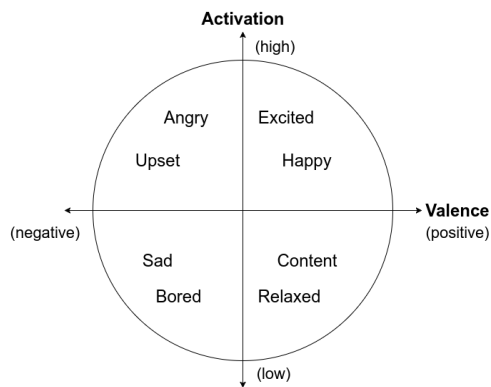 Activation
(high)
Angry Excited
Upset Happy
Valence
(negative) (positive)
Sad Content
Bored Relaxed
(low)